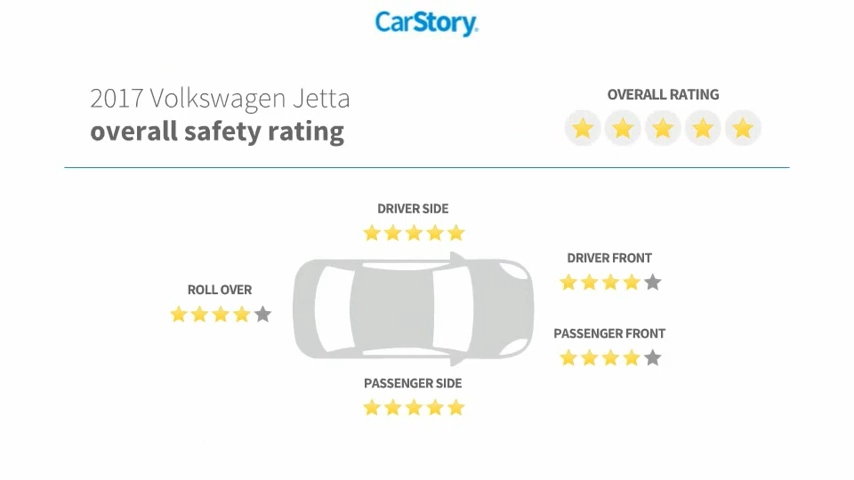 CarStory.
2017 Volkswagen Jetta
overall safety rating
OVERALL RATING
DRIVER SIDE
DRIVER FRONT
ROLL OVER
PASSENGER FRONT
PASSENGER SIDE